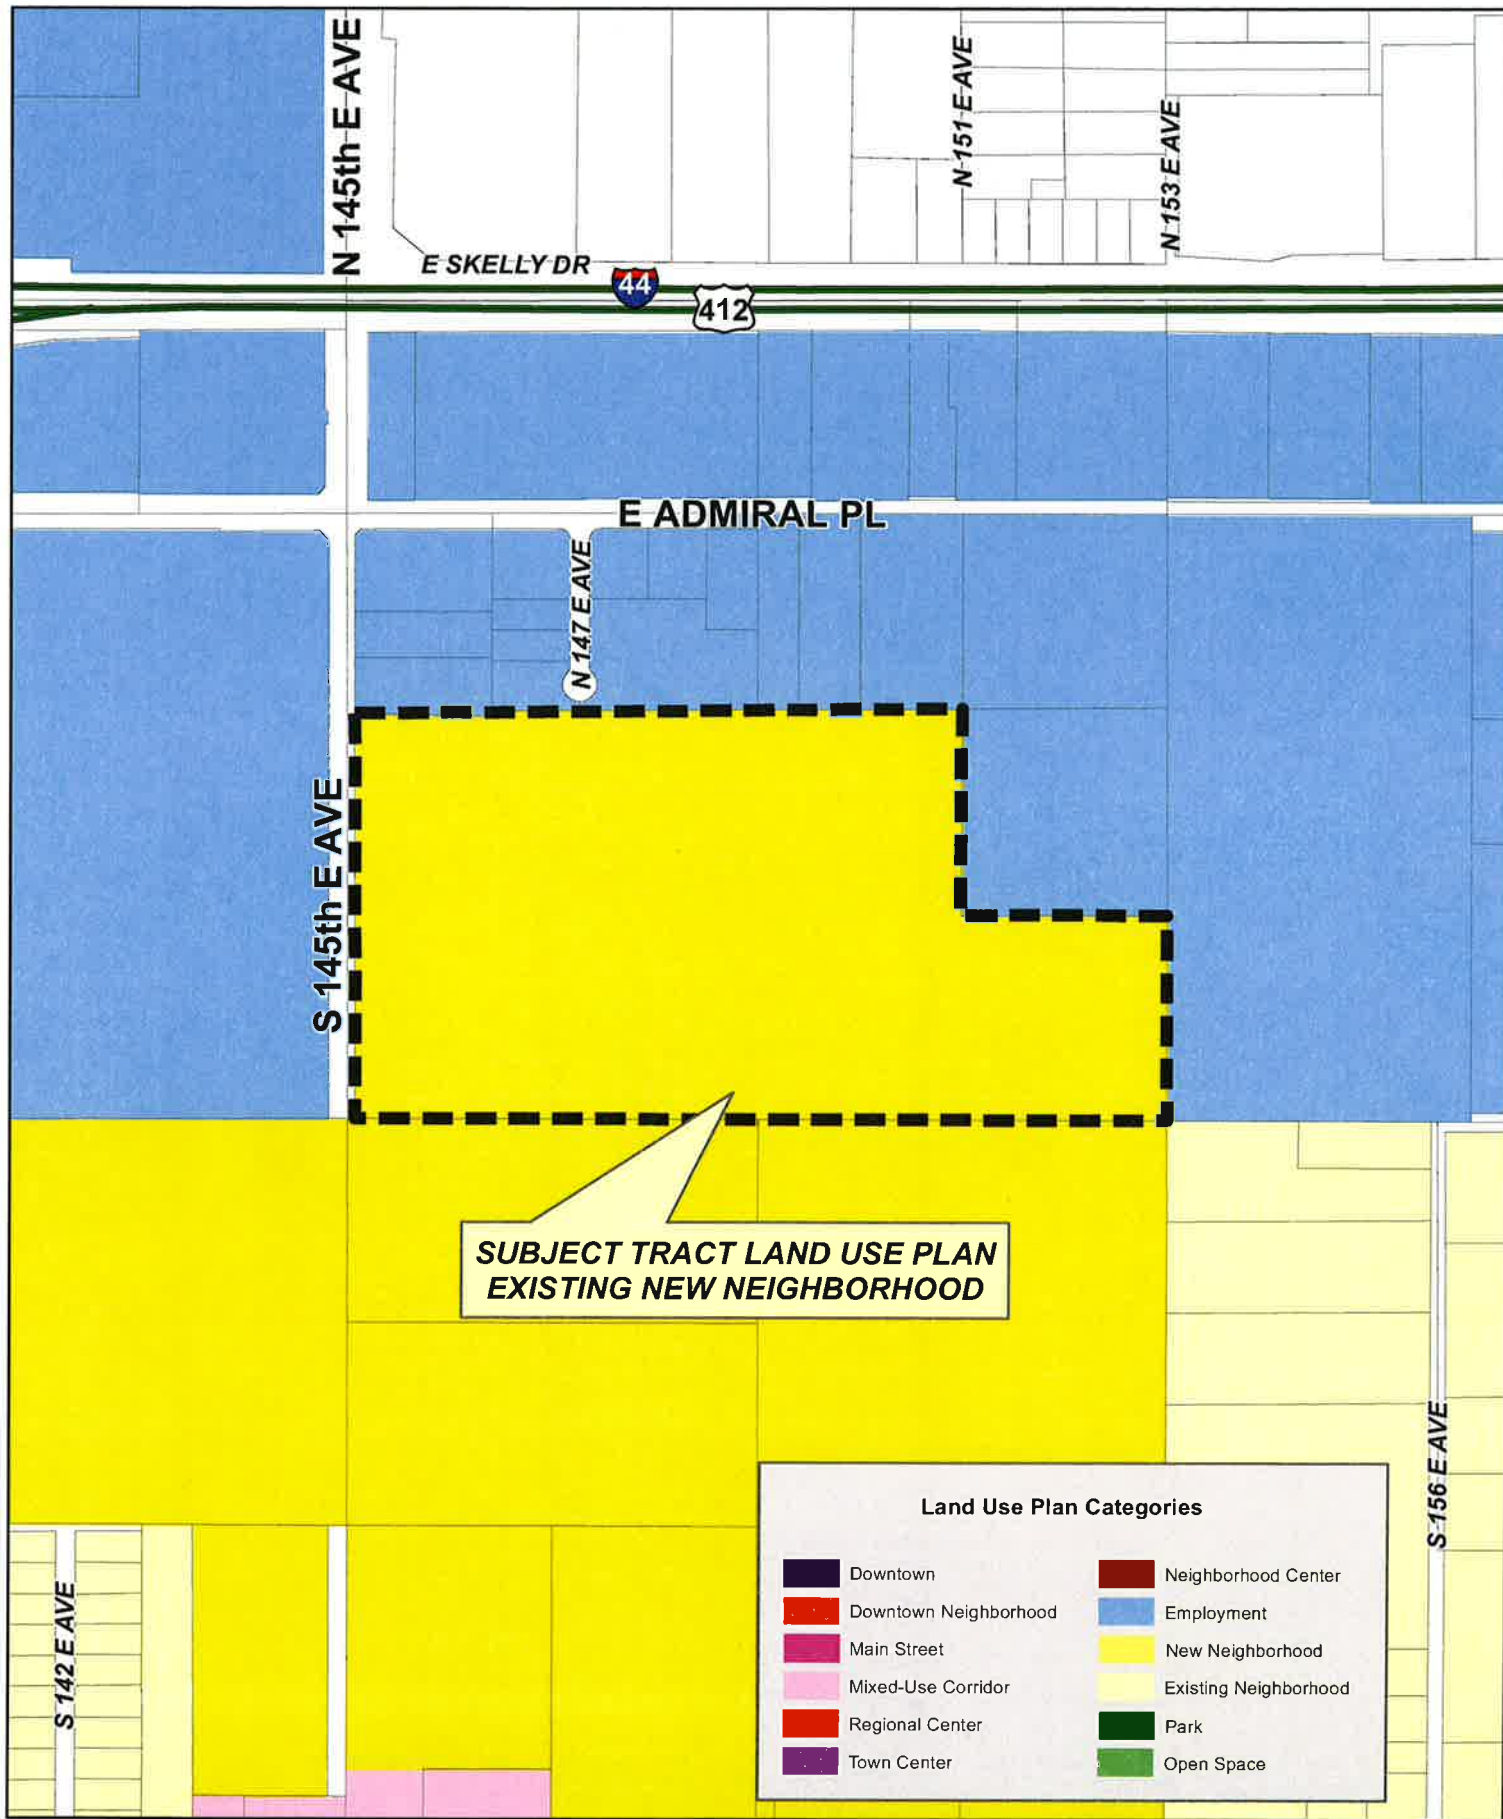 N 145th E AVE
N 151 E AVE
N 153 E AVE
E SKELLY DR
44
412
E ADMIRAL PL
N 147 E AVE
S 145th E AVE
SUBJECT TRACT LAND USE PLAN
EXISTING NEW NEIGHBORHOOD
S 156 E AVE
S 142 E AVE
Land Use Plan Categories
Downtown
Downtown Neighborhood
Main Street
Mixed-Use Corridor
Regional Center
Town Center
Neighborhood Center
Employment
New Neighborhood
Existing Neighborhood
Park
Open Space